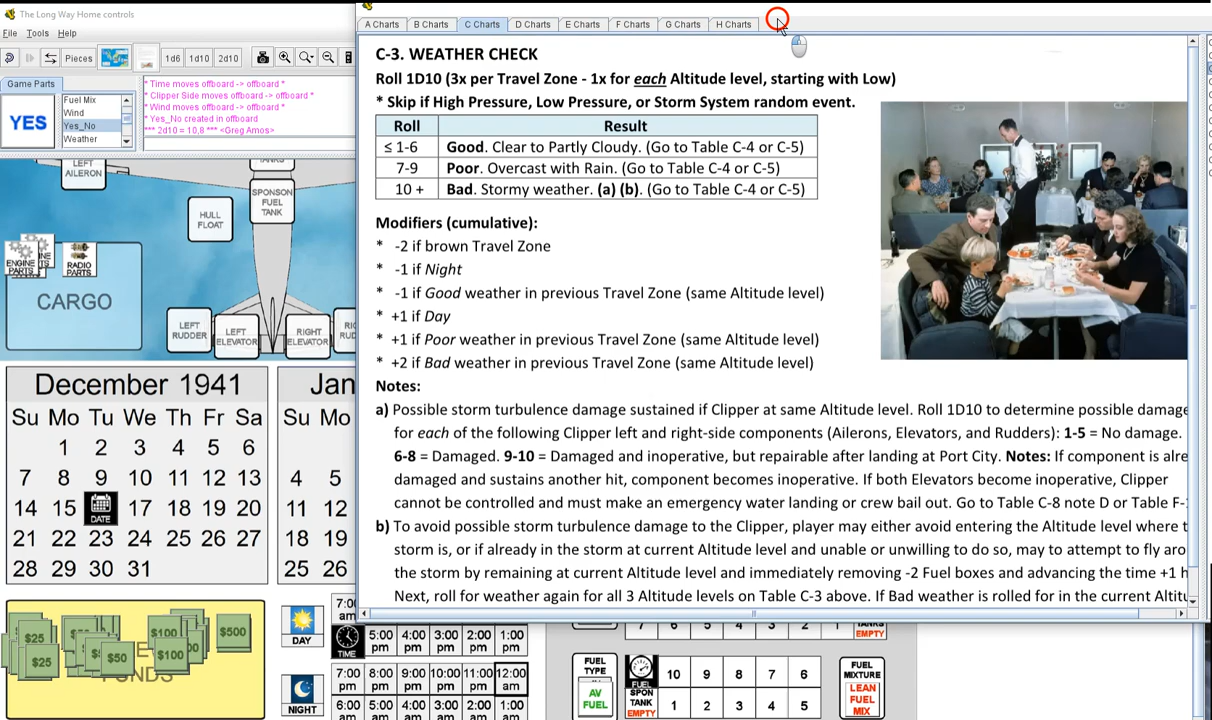 The Long Way Home controls
File Tools Help
Pieces
1d6 1d10 2d10
Game Parts
YES
Fuel Mix
Wind
Yes_No
Weather
* Time moves offboard -> offboard *
* Clipper Side moves offboard -> offboard *
* Wind moves offboard -> offboard *
* Yes_No created in offboard
*** 2d10 = 10,8 *** <Greg Amos>
LEFT AILERON
TANKS
SPONSON FUEL TANK
HULL FLOAT
ENGINE PARTS
RADIO PARTS
CARGO
LEFT RUDDER
LEFT ELEVATOR
RIGHT ELEVATOR
December 1941
Su Mo Tu We Th Fr Sa
1 2 3 4 5 6
7 8 9 10 11 12 13
14 15 DATE 17 18 19 20
21 22 23 24 25 26 27
28 29 30 31
Jan
Su Mo
4 5
11 12
18 19
25 26
$25
$25
$50
$100
$100
$500
A Charts B Charts C Charts D Charts E Charts F Charts G Charts H Charts
C-3. WEATHER CHECK
Roll 1D10 (3x per Travel Zone - 1x for each Altitude level, starting with Low)
* Skip if High Pressure, Low Pressure, or Storm System random event.
Roll Result
≤ 1-6 Good. Clear to Partly Cloudy. (Go to Table C-4 or C-5)
7-9 Poor. Overcast with Rain. (Go to Table C-4 or C-5)
10 + Bad. Stormy weather. (a) (b). (Go to Table C-4 or C-5)
Modifiers (cumulative):
* -2 if brown Travel Zone
* -1 if Night
* -1 if Good weather in previous Travel Zone (same Altitude level)
* +1 if Day
* +1 if Poor weather in previous Travel Zone (same Altitude level)
* +2 if Bad weather in previous Travel Zone (same Altitude level)
Notes:
a) Possible storm turbulence damage sustained if Clipper at same Altitude level. Roll 1D10 to determine possible damage
for each of the following Clipper left and right-side components (Ailerons, Elevators, and Rudders): 1-5 = No damage.
6-8 = Damaged. 9-10 = Damaged and inoperative, but repairable after landing at Port City. Notes: If component is alre
damaged and sustains another hit, component becomes inoperative. If both Elevators become inoperative, Clipper
cannot be controlled and must make an emergency water landing or crew bail out. Go to Table C-8 note D or Table F-
b) To avoid possible storm turbulence damage to the Clipper, player may either avoid entering the Altitude level where t
storm is, or if already in the storm at current Altitude level and unable or unwilling to do so, may to attempt to fly aro
the storm by remaining at current Altitude level and immediately removing -2 Fuel boxes and advancing the time +1 h
Next, roll for weather again for all 3 Altitude levels on Table C-3 above. If Bad weather is rolled for in the current Altitu
DAY
7:00 am
TIME 5:00 pm 4:00 pm 3:00 pm 2:00 pm 1:00 pm
NIGHT
7:00 pm 8:00 pm 9:00 pm 10:00 pm 11:00 pm 12:00 am
6:00 am 5:00 am 4:00 am 3:00 am 2:00 am 1:00 am
7 6 5 4 3 2 1 TANKS EMPTY
FUEL TYPE
AV FUEL
FUEL 10 9 8 7 6
SPON TANK EMPTY 1 2 3 4 5
FUEL MIXTURE
LEAN FUEL MIX